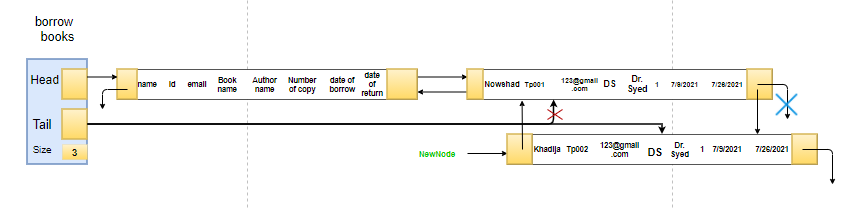 borrow
books
Head
name id email Book name Author name Number of copy date of borrow date of return
Nowshad Tp001 123@gmail .com DS Dr. Syed 1 7/9/2021 7/26/2021
Tail
Size 3
NewNode
Khadija Tp002 123@gmail .com DS Dr. Syed 1 7/9/2021 7/26/2021